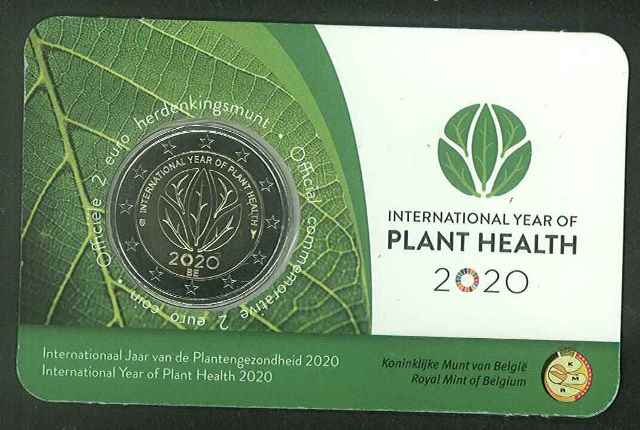 Officiële 2 euro herdenkingsmunt • Official commemorative 2 euro coin •
INTERNATIONAL YEAR OF PLANT HEALTH
2020
BE
INTERNATIONAL YEAR OF
PLANT HEALTH
2020
Internationaal Jaar van de Plantengezondheid 2020
International Year of Plant Health 2020
Koninklijke Munt van België
Royal Mint of Belgium
K
M
R